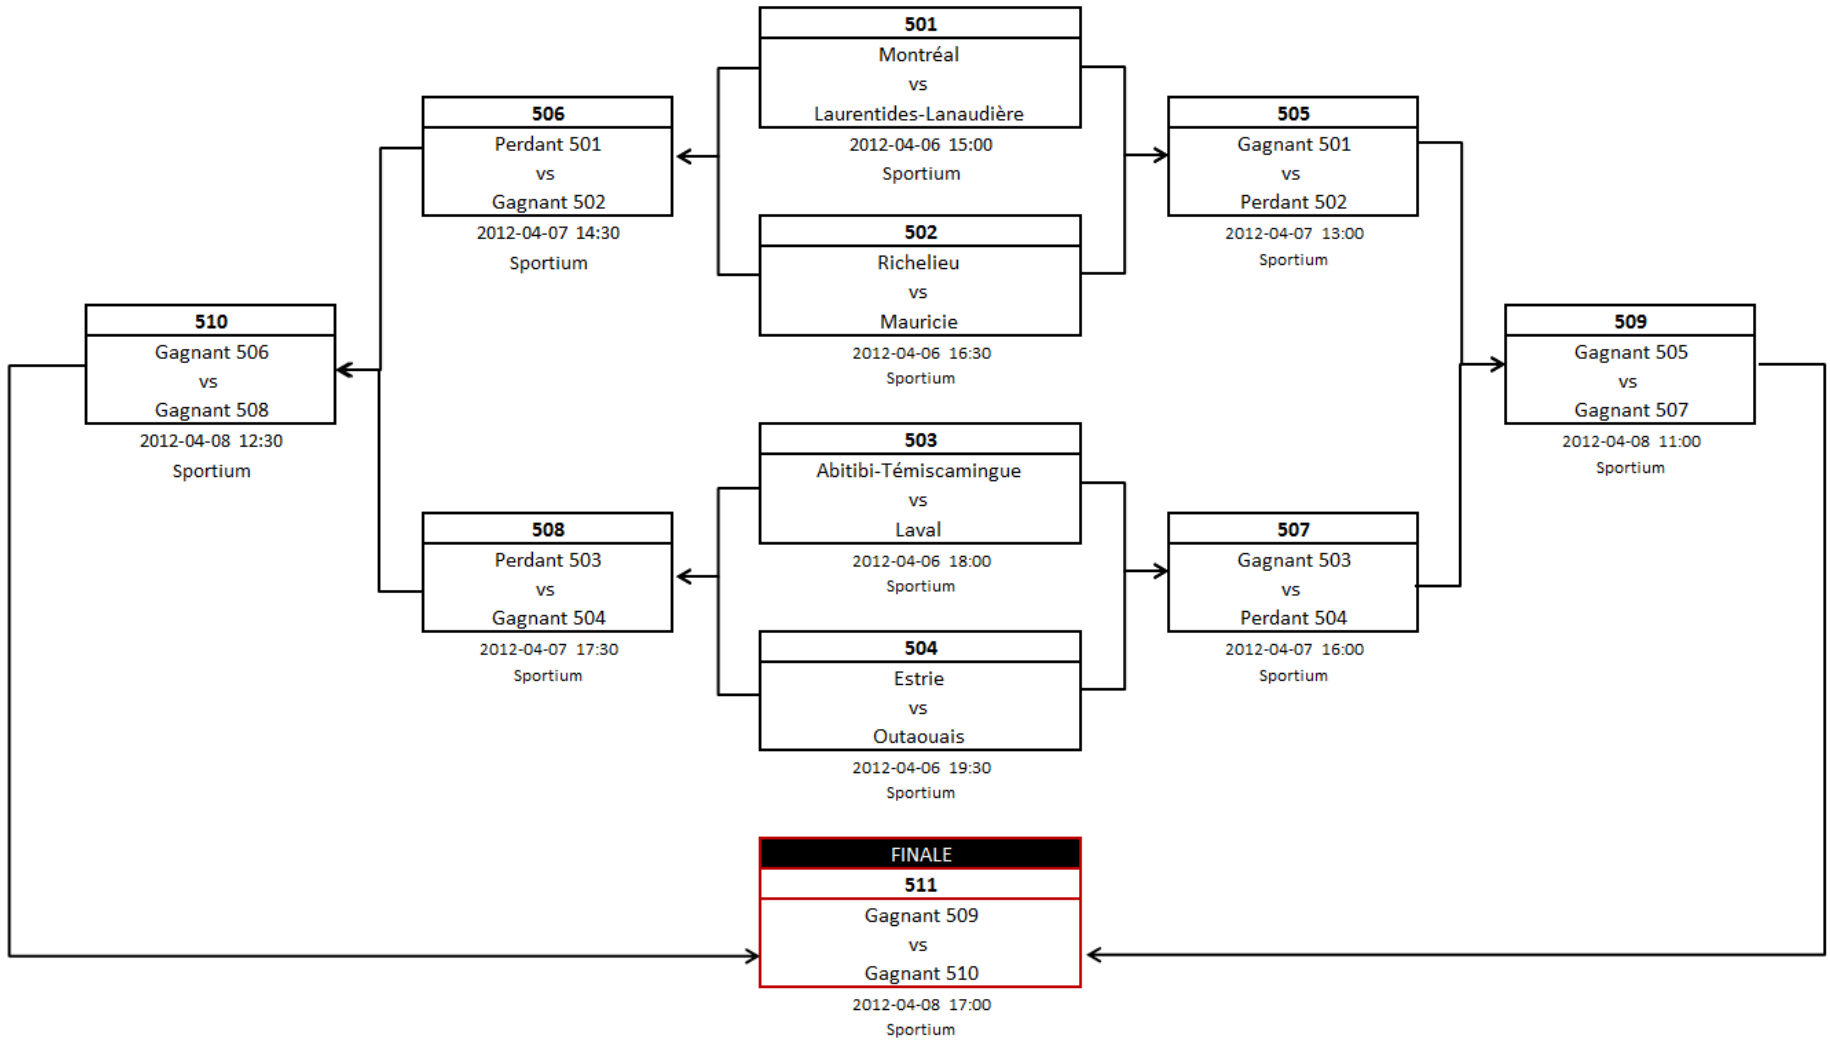 501
Montréal
vs
Laurentides-Lanaudière
2012-04-06 15:00
Sportium
506
Perdant 501
vs
Gagnant 502
2012-04-07 14:30
Sportium
505
Gagnant 501
vs
Perdant 502
2012-04-07 13:00
Sportium
502
Richelieu
vs
Mauricie
2012-04-06 16:30
Sportium
510
Gagnant 506
vs
Gagnant 508
2012-04-08 12:30
Sportium
509
Gagnant 505
vs
Gagnant 507
2012-04-08 11:00
Sportium
503
Abitibi-Témiscamingue
vs
Laval
2012-04-06 18:00
Sportium
508
Perdant 503
vs
Gagnant 504
2012-04-07 17:30
Sportium
507
Gagnant 503
vs
Perdant 504
2012-04-07 16:00
Sportium
504
Estrie
vs
Outaouais
2012-04-06 19:30
Sportium
FINALE
511
Gagnant 509
vs
Gagnant 510
2012-04-08 17:00
Sportium